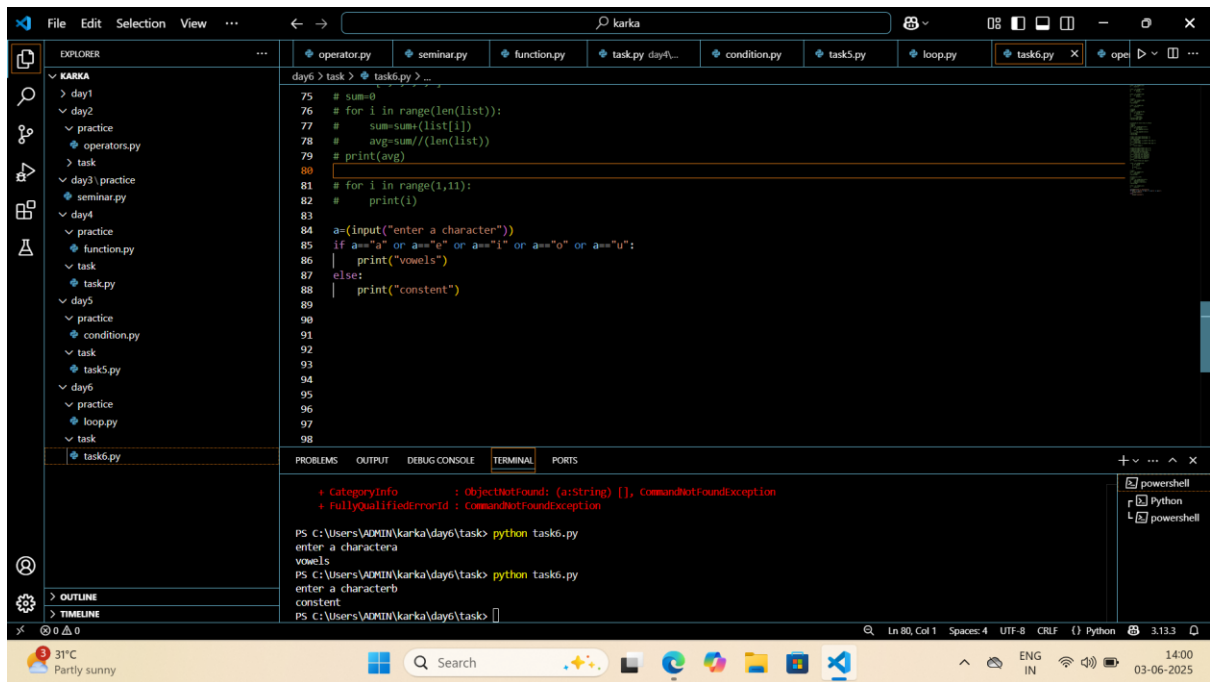 File Edit Selection View ··· ← → karka
EXPLORER ···
KARKA
day1
day2
practice
operators.py
task
day3\practice
seminar.py
day4
practice
function.py
task
task.py
day5
practice
condition.py
task
task5.py
day6
practice
loop.py
task
task6.py
OUTLINE
TIMELINE
operator.py seminar.py function.py task.py day4\... condition.py task5.py loop.py task6.py × ope
day6 > task > task6.py > ...
75 # sum=0
76 # for i in range(len(list)):
77 #     sum=sum+(list[i])
78 #     avg=sum//(len(list))
79 # print(avg)
80
81 # for i in range(1,11):
82 #     print(i)
83
84 a=(input("enter a character"))
85 if a=="a" or a=="e" or a=="i" or a=="o" or a=="u":
86     print("vowels")
87 else:
88     print("constent")
89
90
91
92
93
94
95
96
97
98
PROBLEMS OUTPUT DEBUG CONSOLE TERMINAL PORTS
+ CategoryInfo          : ObjectNotFound: (a:String) [], CommandNotFoundException
+ FullyQualifiedErrorId : CommandNotFoundException
PS C:\Users\ADMIN\karka\day6\task> python task6.py
enter a charactera
vowels
PS C:\Users\ADMIN\karka\day6\task> python task6.py
enter a characterb
constent
PS C:\Users\ADMIN\karka\day6\task>
powershell
Python
powershell
0 0 Ln 80, Col 1 Spaces: 4 UTF-8 CRLF {} Python 3.13.3
3 31°C
Partly sunny
Search
ENG
IN
14:00
03-06-2025